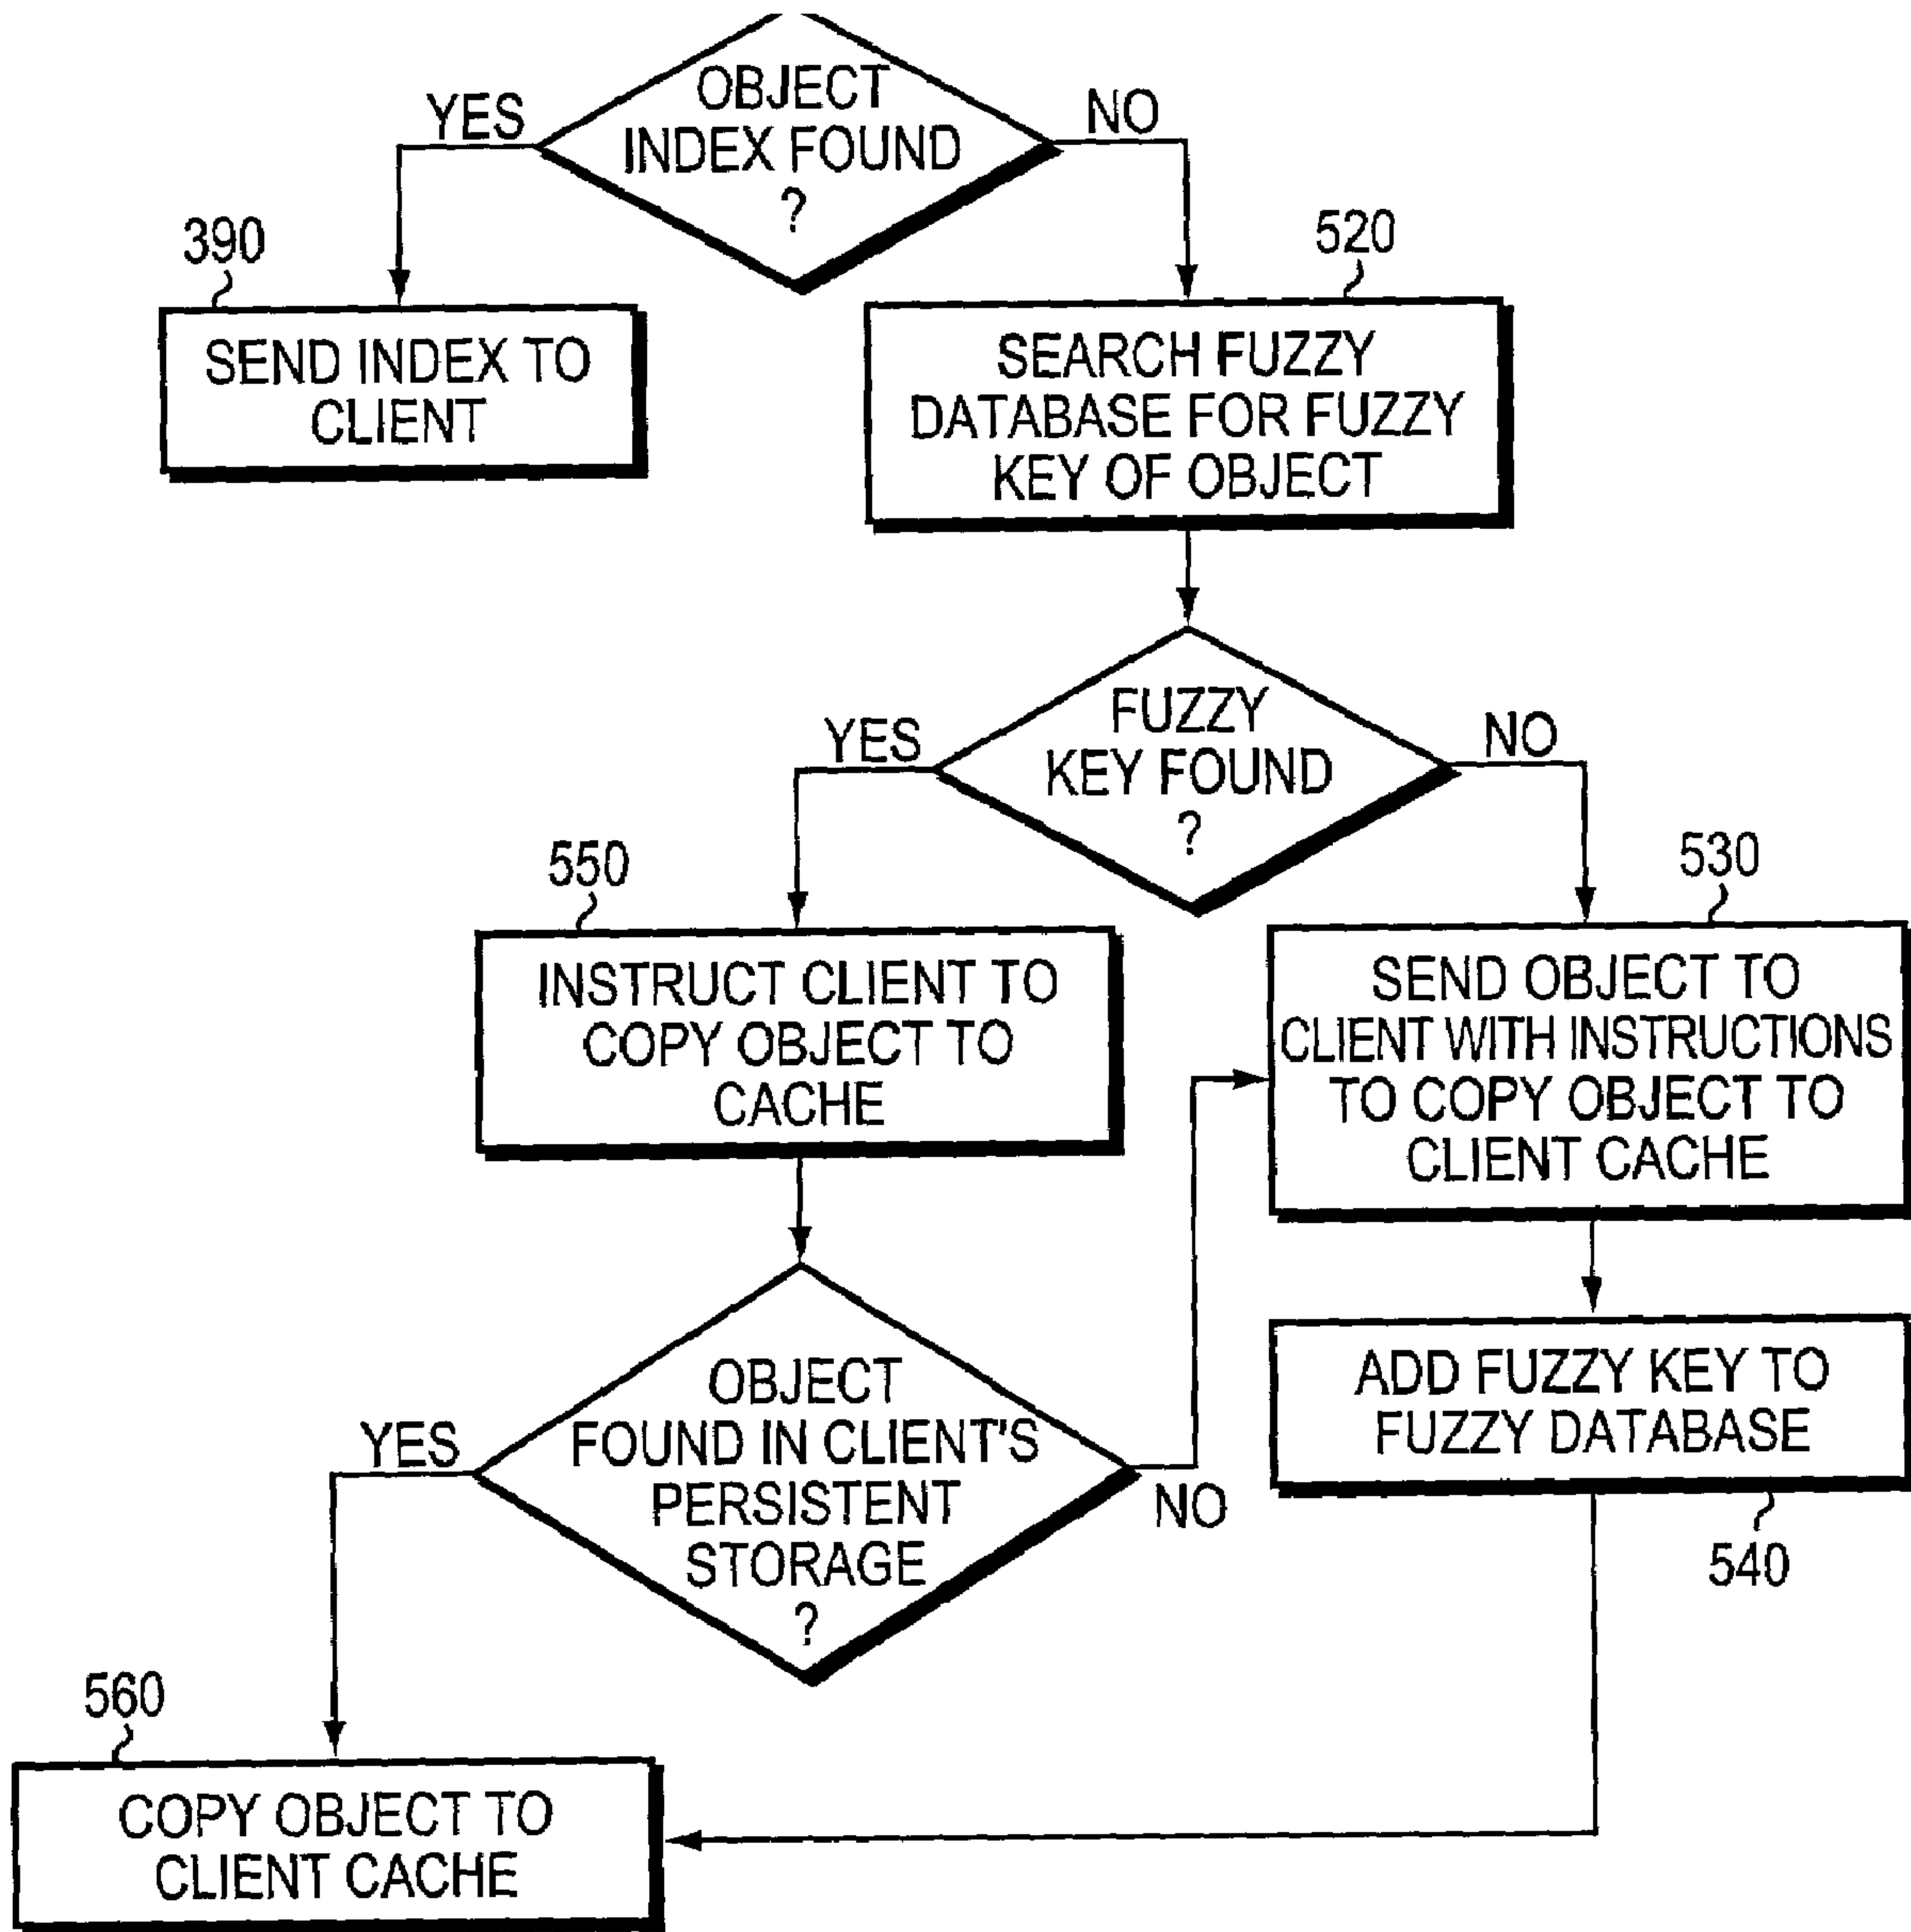 OBJECT
INDEX FOUND
?
YES
NO
390
SEND INDEX TO
CLIENT
520
SEARCH FUZZY
DATABASE FOR FUZZY
KEY OF OBJECT
FUZZY
KEY FOUND
?
YES
NO
550
INSTRUCT CLIENT TO
COPY OBJECT TO
CACHE
530
SEND OBJECT TO
CLIENT WITH INSTRUCTIONS
TO COPY OBJECT TO
CLIENT CACHE
OBJECT
FOUND IN CLIENT'S
PERSISTENT
STORAGE
?
YES
NO
ADD FUZZY KEY TO
FUZZY DATABASE
540
560
COPY OBJECT TO
CLIENT CACHE